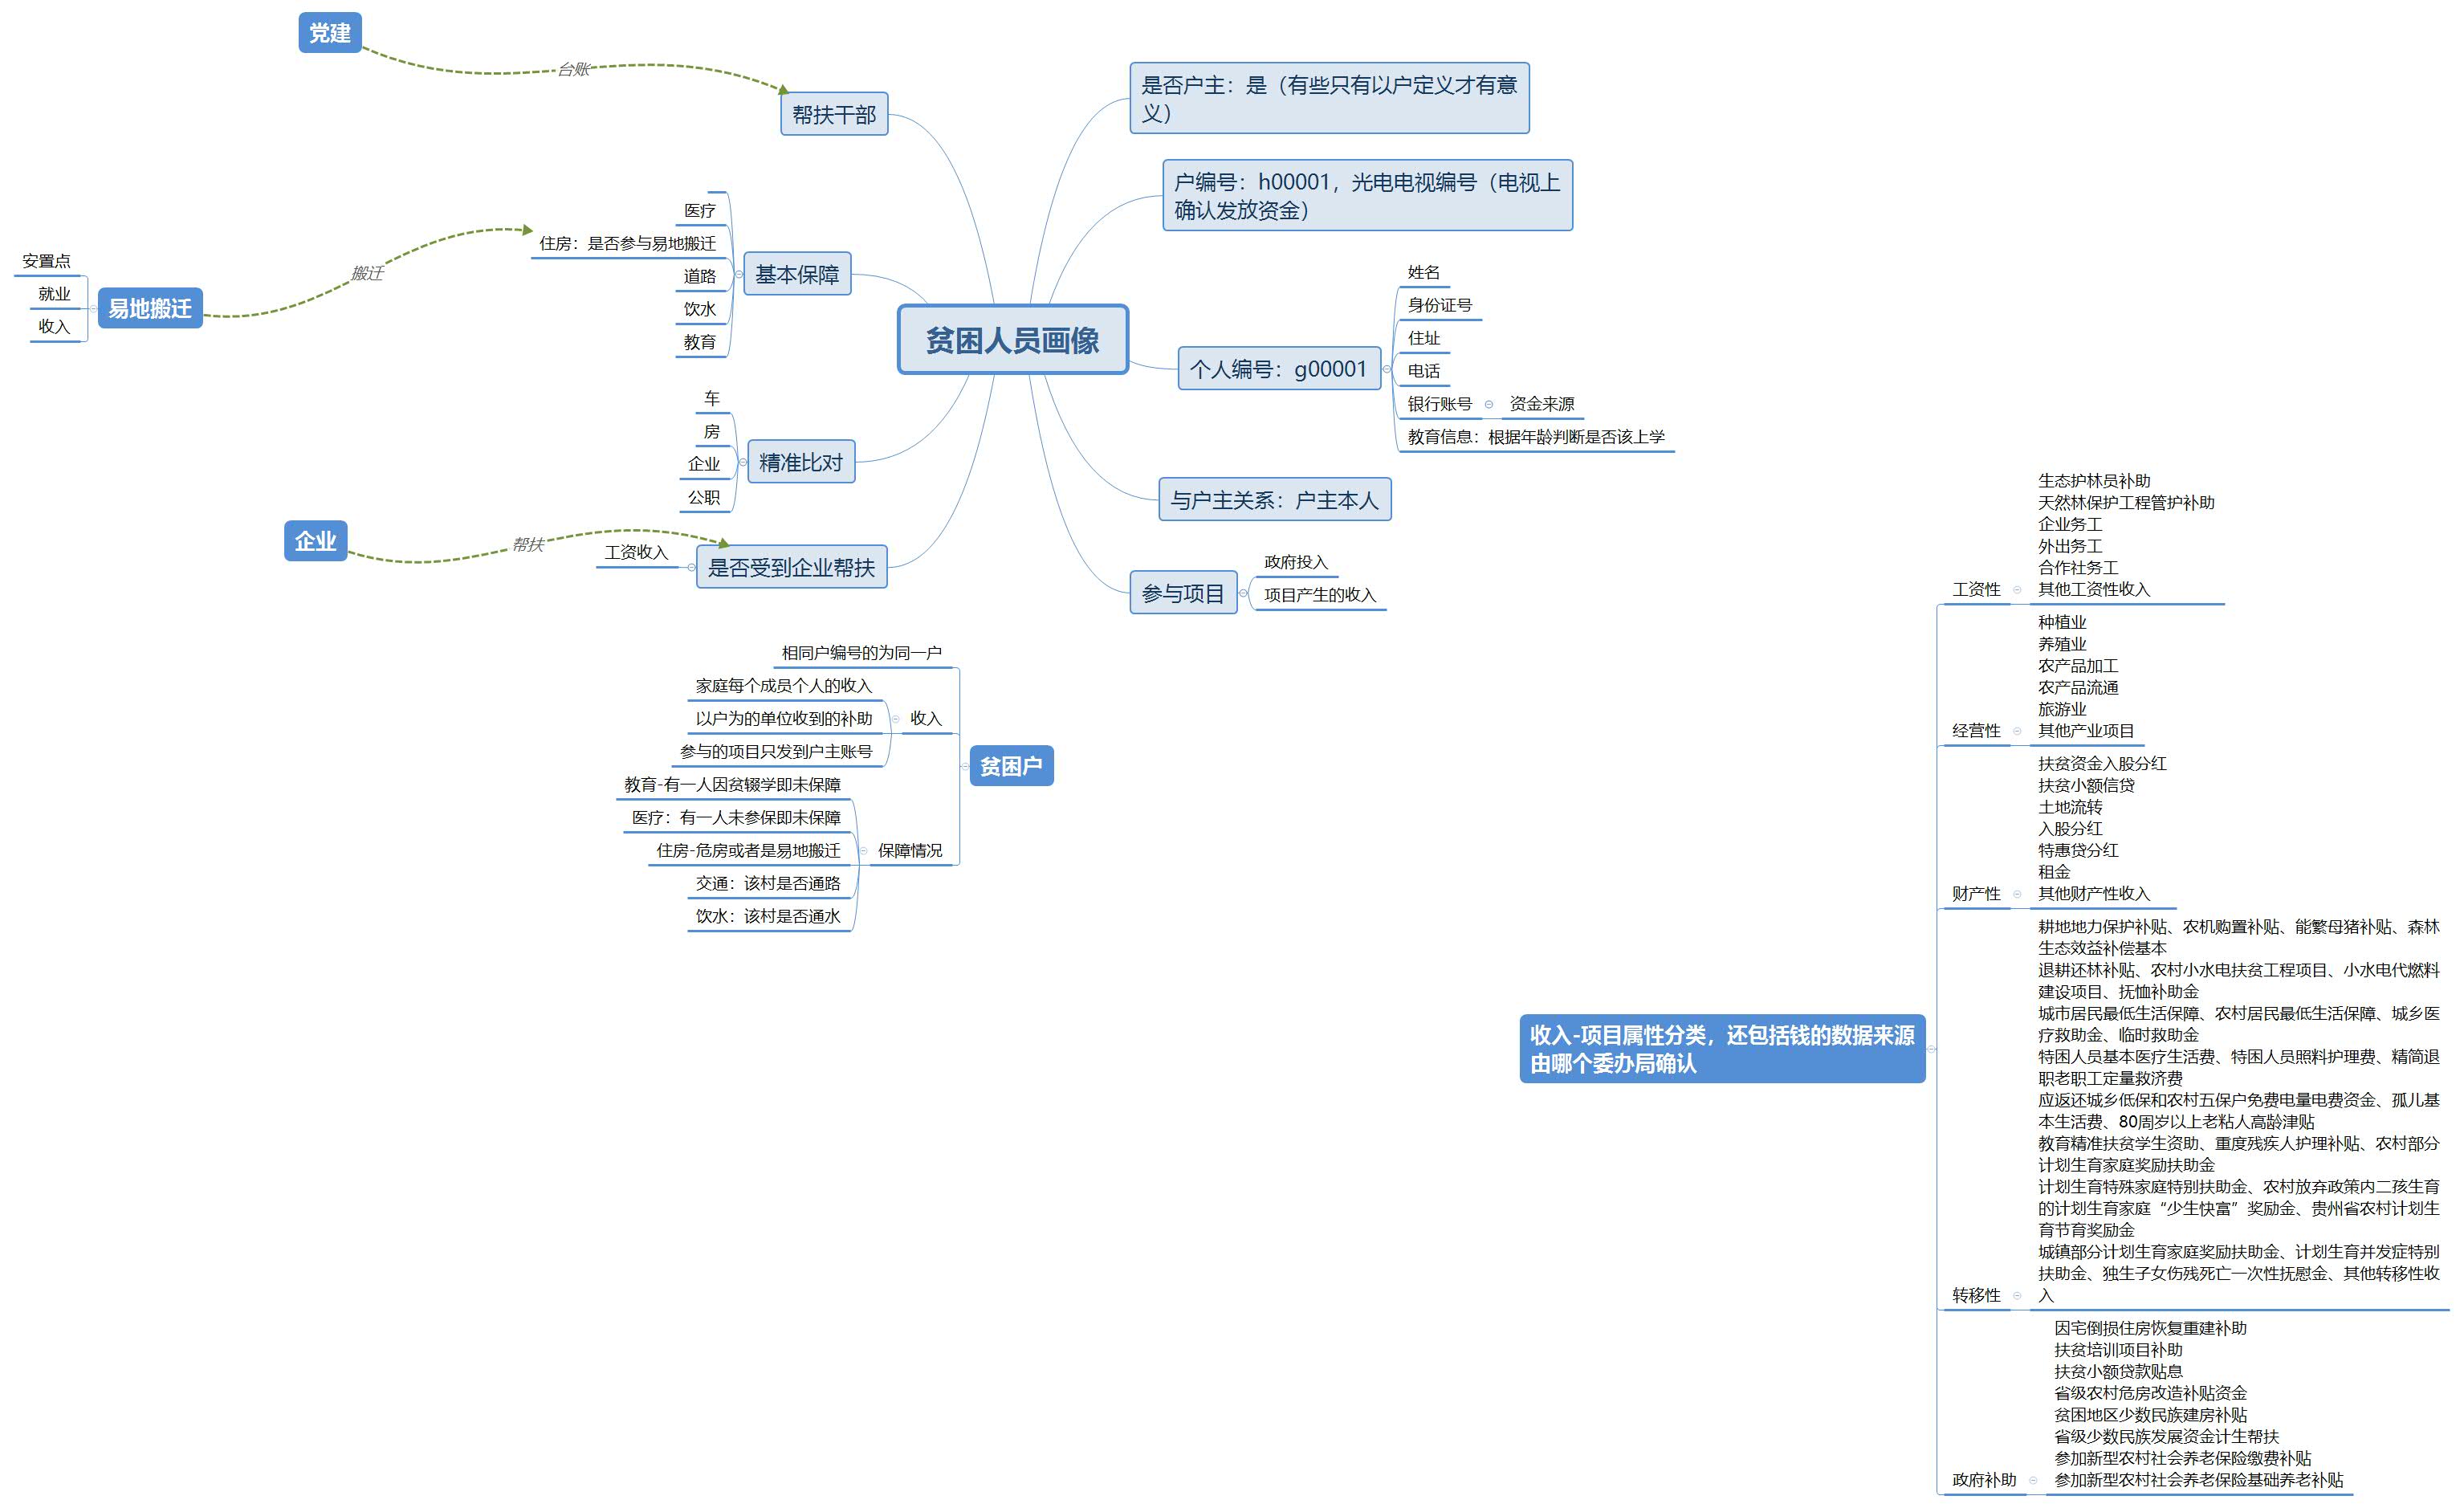 党建
台账
帮扶干部
医疗
住房：是否参与易地搬迁
道路
饮水
教育
基本保障
安置点
就业
收入
易地搬迁
搬迁
车
房
企业
公职
精准比对
企业
帮扶
工资收入
是否受到企业帮扶
贫困人员画像
是否户主：是（有些只有以户定义才有意
义）
户编号：h00001，光电电视编号（电视上
确认发放资金）
个人编号：g00001
姓名
身份证号
住址
电话
银行账号
资金来源
教育信息：根据年龄判断是否该上学
与户主关系：户主本人
参与项目
政府投入
项目产生的收入
相同户编号的为同一户
家庭每个成员个人的收入
以户为的单位收到的补助
参与的项目只发到户主账号
收入
教育-有一人因贫辍学即未保障
医疗：有一人未参保即未保障
住房-危房或者是易地搬迁
交通：该村是否通路
饮水：该村是否通水
保障情况
贫困户
收入-项目属性分类，还包括钱的数据来源
由哪个委办局确认
生态护林员补助
天然林保护工程管护补助
企业务工
外出务工
合作社务工
工资性
其他工资性收入
种植业
养殖业
农产品加工
农产品流通
旅游业
经营性
其他产业项目
扶贫资金入股分红
扶贫小额信贷
土地流转
入股分红
特惠贷分红
租金
财产性
其他财产性收入
耕地地力保护补贴、农机购置补贴、能繁母猪补贴、森林
生态效益补偿基本
退耕还林补贴、农村小水电扶贫工程项目、小水电代燃料
建设项目、抚恤补助金
城市居民最低生活保障、农村居民最低生活保障、城乡医
疗救助金、临时救助金
特困人员基本医疗生活费、特困人员照料护理费、精简退
职老职工定量救济费
应返还城乡低保和农村五保户免费电量电费资金、孤儿基
本生活费、80周岁以上老粘人高龄津贴
教育精准扶贫学生资助、重度残疾人护理补贴、农村部分
计划生育家庭奖励扶助金
计划生育特殊家庭特别扶助金、农村放弃政策内二孩生育
的计划生育家庭“少生快富”奖励金、贵州省农村计划生
育节育奖励金
城镇部分计划生育家庭奖励扶助金、计划生育并发症特别
扶助金、独生子女伤残死亡一次性抚慰金、其他转移性收
转移性
入
因宅倒损住房恢复重建补助
扶贫培训项目补助
扶贫小额贷款贴息
省级农村危房改造补贴资金
贫困地区少数民族建房补贴
省级少数民族发展资金计生帮扶
参加新型农村社会养老保险缴费补贴
政府补助
参加新型农村社会养老保险基础养老补贴